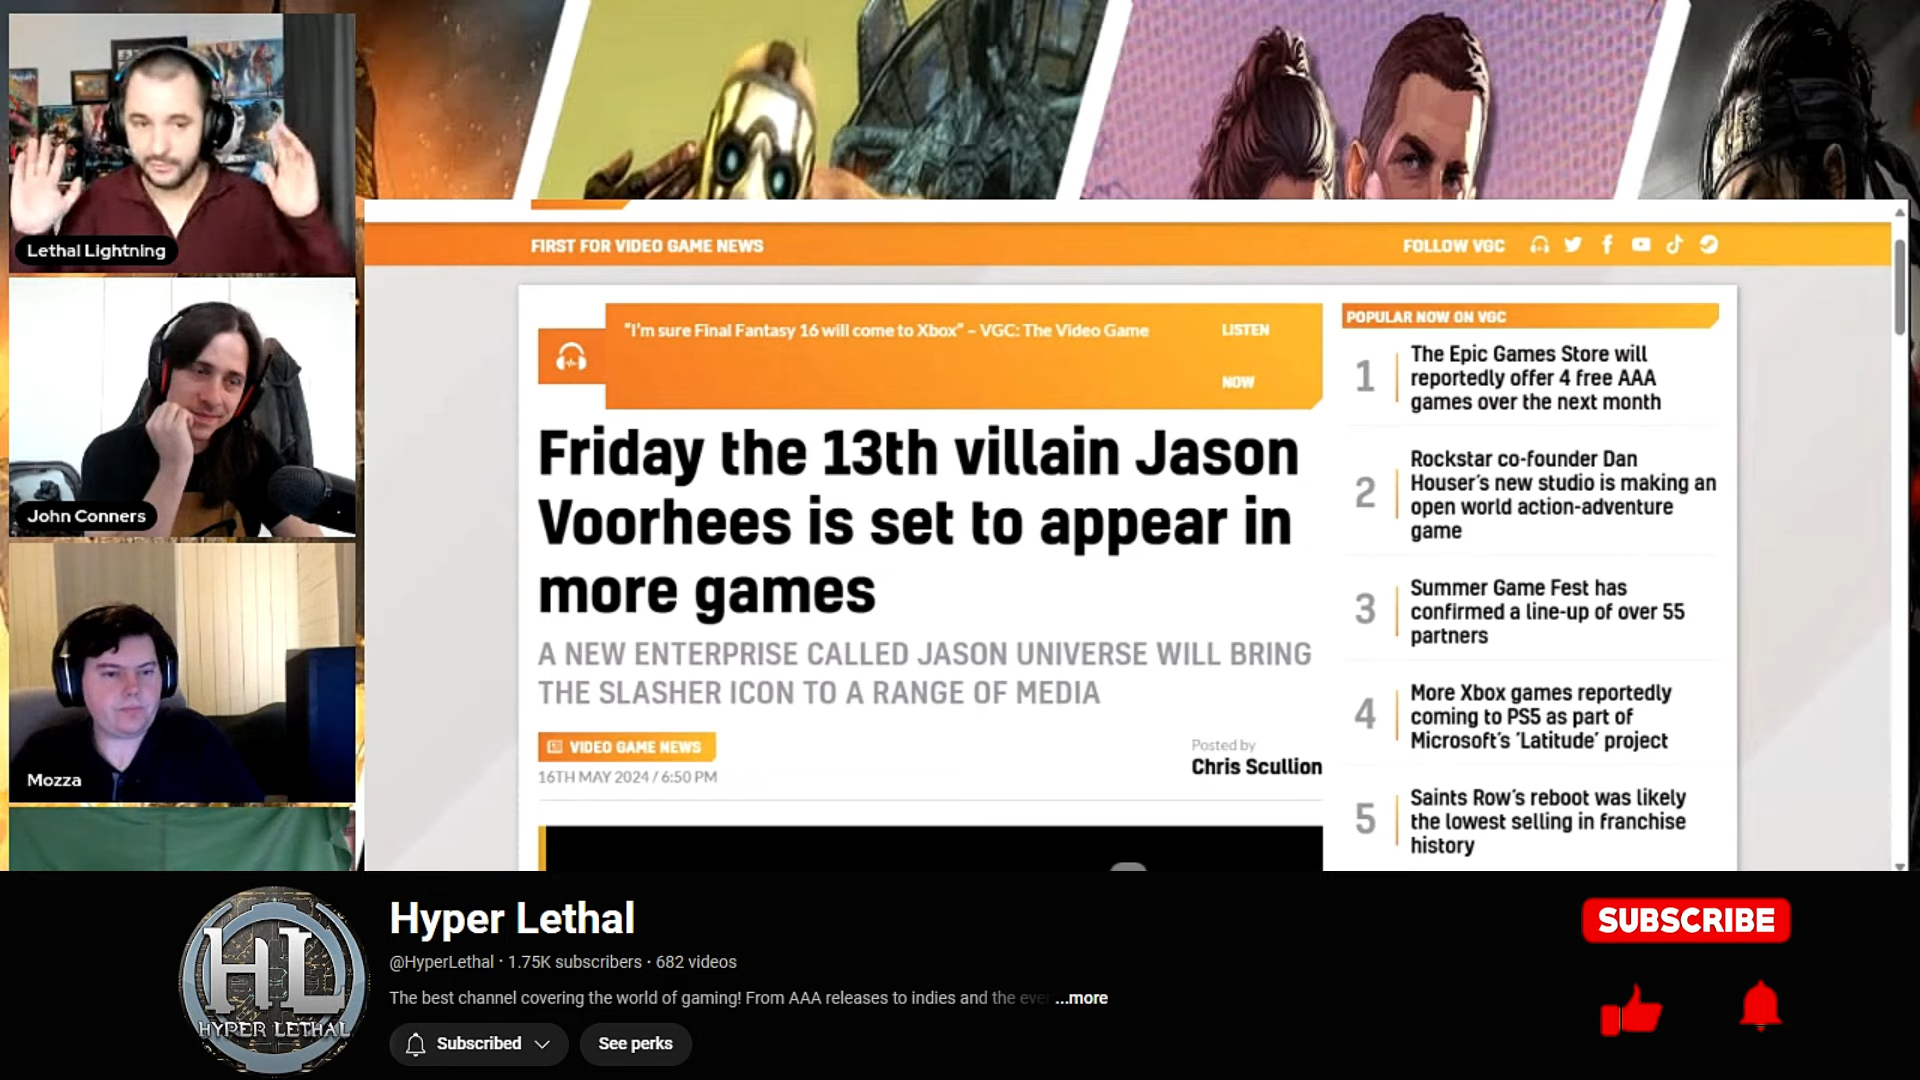 Lethal Lightning
John Conners
Mozza
FIRST FOR VIDEO GAME NEWS
FOLLOW VGC
"I'm sure Final Fantasy 16 will come to Xbox" – VGC: The Video Game
LISTEN
NOW
Friday the 13th villain Jason
Voorhees is set to appear in
more games
A NEW ENTERPRISE CALLED JASON UNIVERSE WILL BRING
THE SLASHER ICON TO A RANGE OF MEDIA
VIDEO GAME NEWS
16TH MAY 2024 / 6:50 PM
Posted by
Chris Scullion
POPULAR NOW ON VGC
1
The Epic Games Store will
reportedly offer 4 free AAA
games over the next month
2
Rockstar co-founder Dan
Houser's new studio is making an
open world action-adventure
game
3
Summer Game Fest has
confirmed a line-up of over 55
partners
4
More Xbox games reportedly
coming to PS5 as part of
Microsoft's 'Latitude' project
5
Saints Row's reboot was likely
the lowest selling in franchise
history
HL
HYPER LETHAL
Hyper Lethal
@HyperLethal · 1.75K subscribers · 682 videos
The best channel covering the world of gaming! From AAA releases to indies and the eve ...more
Subscribed
See perks
SUBSCRIBE